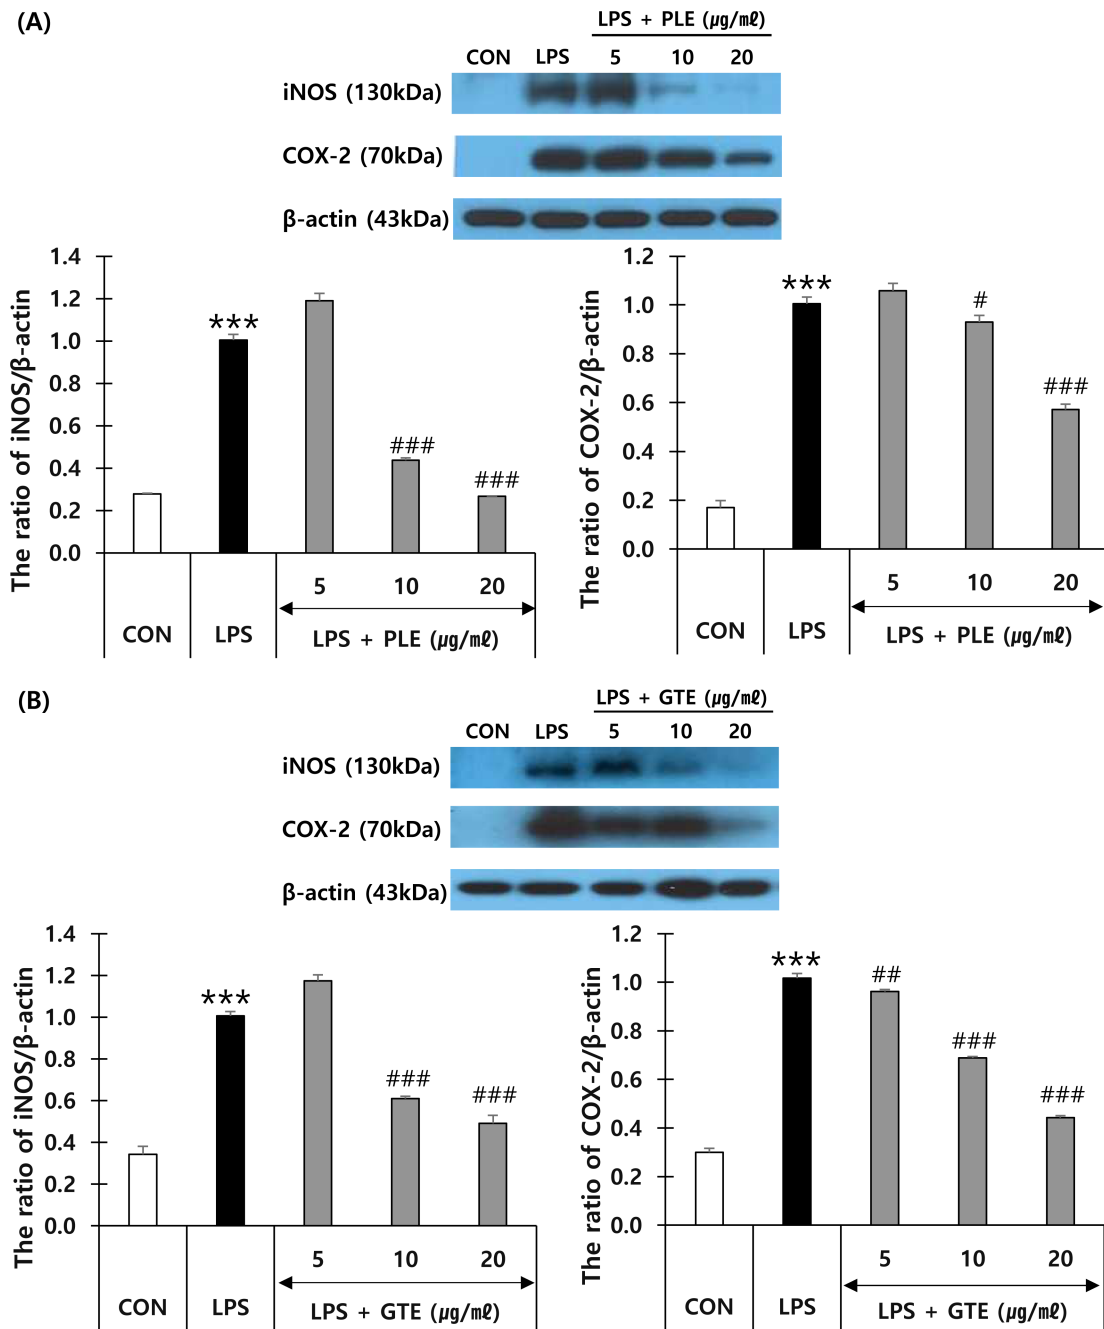 (A)
LPS + PLE (㎍/㎖)
CON LPS 5 10 20
iNOS (130kDa)
COX-2 (70kDa)
β-actin (43kDa)
The ratio of iNOS/β-actin
1.4
1.2
1.0
0.8
0.6
0.4
0.2
0.0
***
###
###
5 10 20
CON LPS LPS + PLE (㎍/㎖)
The ratio of COX-2/β-actin
1.2
1.0
0.8
0.6
0.4
0.2
0.0
***
#
###
5 10 20
CON LPS LPS + PLE (㎍/㎖)
(B)
LPS + GTE (㎍/㎖)
CON LPS 5 10 20
iNOS (130kDa)
COX-2 (70kDa)
β-actin (43kDa)
The ratio of iNOS/β-actin
1.4
1.2
1.0
0.8
0.6
0.4
0.2
0.0
***
###
###
5 10 20
CON LPS LPS + GTE (㎍/㎖)
The ratio of COX-2/β-actin
1.2
1.0
0.8
0.6
0.4
0.2
0.0
***
##
###
###
5 10 20
CON LPS LPS + GTE (㎍/㎖)